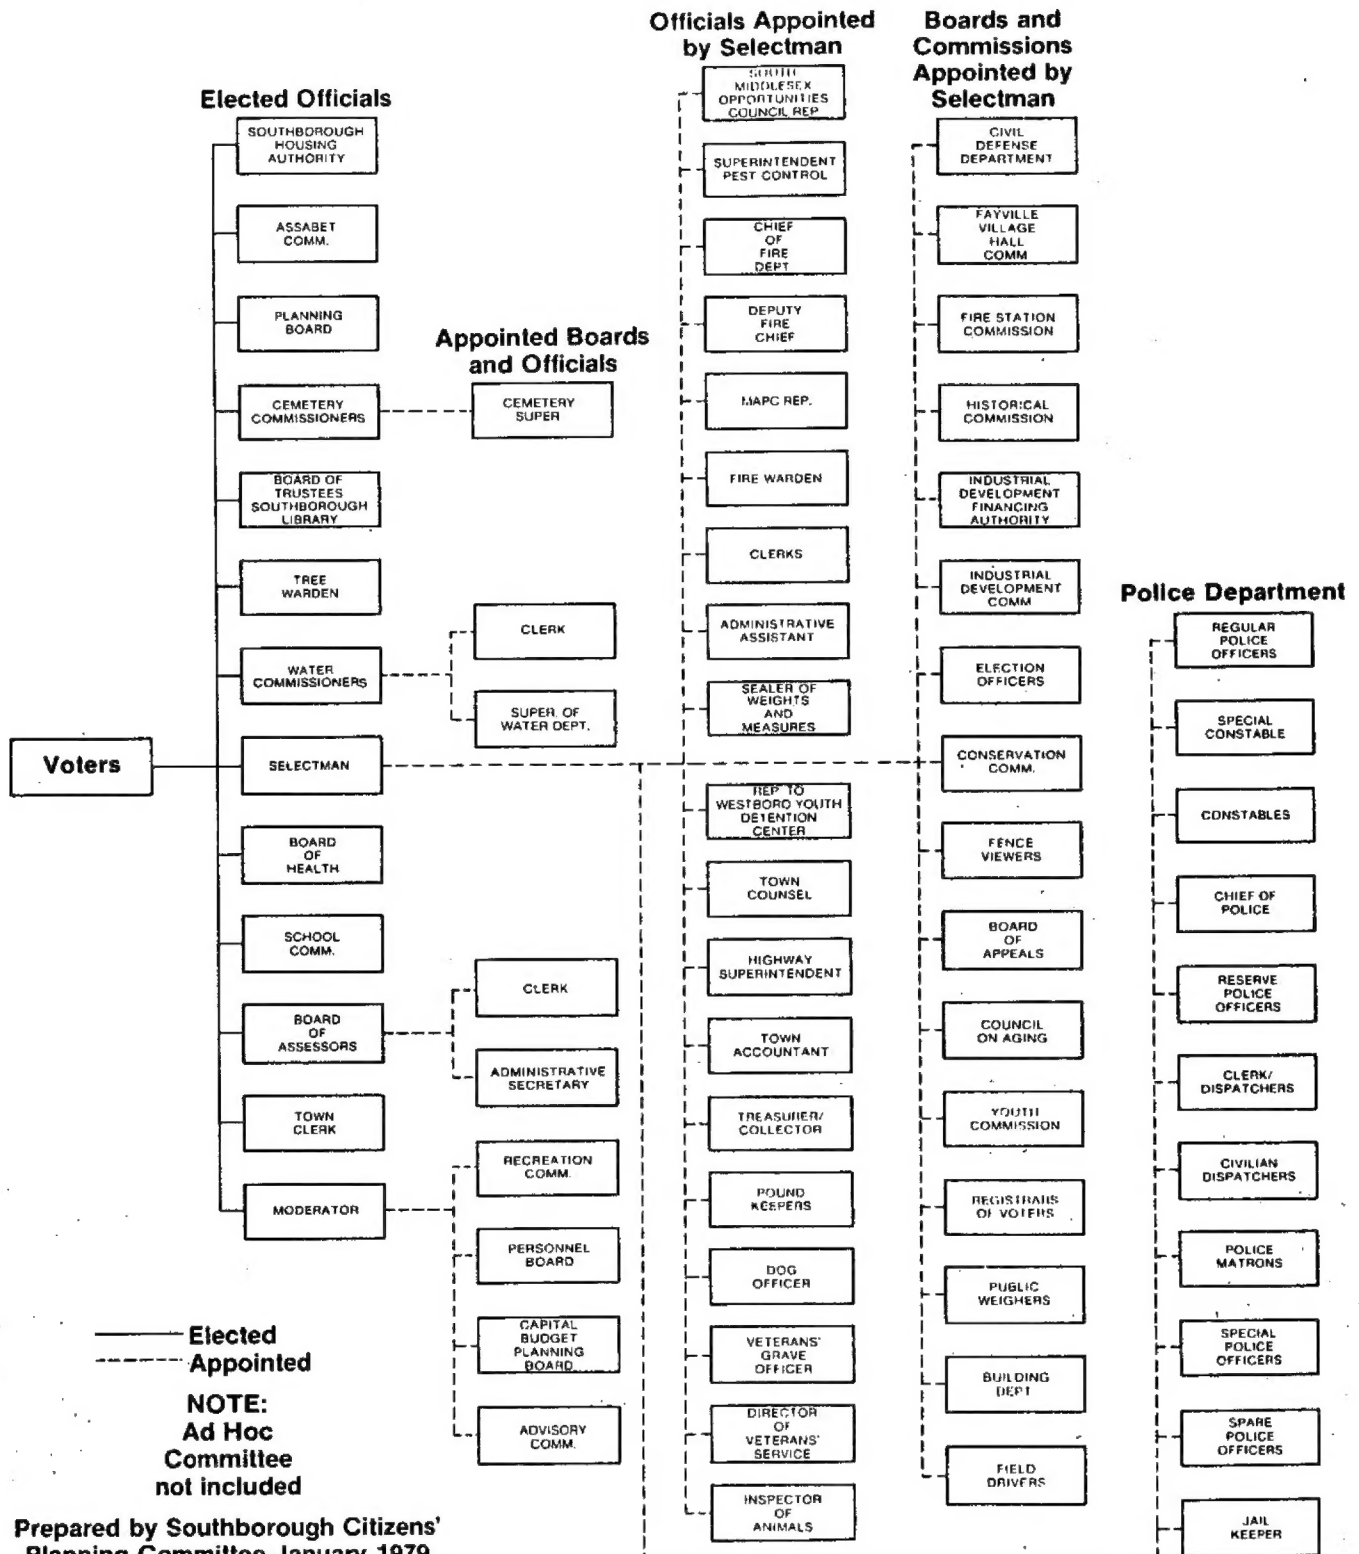 Elected Officials
SOUTHBOROUGH
HOUSING
AUTHORITY
ASSABET
COMM.
PLANNING
BOARD
CEMETERY
COMMISSIONERS
BOARD OF
TRUSTEES
SOUTHBOROUGH
LIBRARY
TREE
WARDEN
WATER
COMMISSIONERS
Voters
SELECTMAN
BOARD
OF
HEALTH
SCHOOL
COMM.
BOARD
OF
ASSESSORS
TOWN
CLERK
MODERATOR
Appointed Boards
and Officials
CEMETERY
SUPER
CLERK
SUPER. OF
WATER DEPT.
CLERK
ADMINISTRATIVE
SECRETARY
RECREATION
COMM.
PERSONNEL
BOARD
CAPITAL
BUDGET
PLANNING
BOARD
ADVISORY
COMM.
Officials Appointed
by Selectman
SOUTH
MIDDLESEX
OPPORTUNITIES
COUNCIL REP
SUPERINTENDENT
PEST CONTROL
CHIEF
OF
FIRE
DEPT
DEPUTY
FIRE
CHIEF
MAPC REP.
FIRE WARDEN
CLERKS
ADMINISTRATIVE
ASSISTANT
SEALER OF
WEIGHTS
AND
MEASURES
REP TO
WESTBORO YOUTH
DETENTION
CENTER
TOWN
COUNSEL
HIGHWAY
SUPERINTENDENT
TOWN
ACCOUNTANT
TREASURER/
COLLECTOR
POUND
KEEPERS
DOG
OFFICER
VETERANS'
GRAVE
OFFICER
DIRECTOR
OF
VETERANS'
SERVICE
INSPECTOR
OF
ANIMALS
Boards and
Commissions
Appointed by
Selectman
CIVIL
DEFENSE
DEPARTMENT
FAYVILLE
VILLAGE
HALL
COMM
FIRE STATION
COMMISSION
HISTORICAL
COMMISSION
INDUSTRIAL
DEVELOPMENT
FINANCING
AUTHORITY
INDUSTRIAL
DEVELOPMENT
COMM
ELECTION
OFFICERS
CONSERVATION
COMM.
FENCE
VIEWERS
BOARD
OF
APPEALS
COUNCIL
ON AGING
YOUTH
COMMISSION
REGISTRARS
OF VOTERS
PUBLIC
WEIGHERS
BUILDING
DEPT
FIELD
DRIVERS
Police Department
REGULAR
POLICE
OFFICERS
SPECIAL
CONSTABLE
CONSTABLES
CHIEF OF
POLICE
RESERVE
POLICE
OFFICERS
CLERK/
DISPATCHERS
CIVILIAN
DISPATCHERS
POLICE
MATRONS
SPECIAL
POLICE
OFFICERS
SPARE
POLICE
OFFICERS
JAIL
KEEPER
Elected
Appointed
NOTE:
Ad Hoc
Committee
not included
Prepared by Southborough Citizens'
Planning Committee January 1979